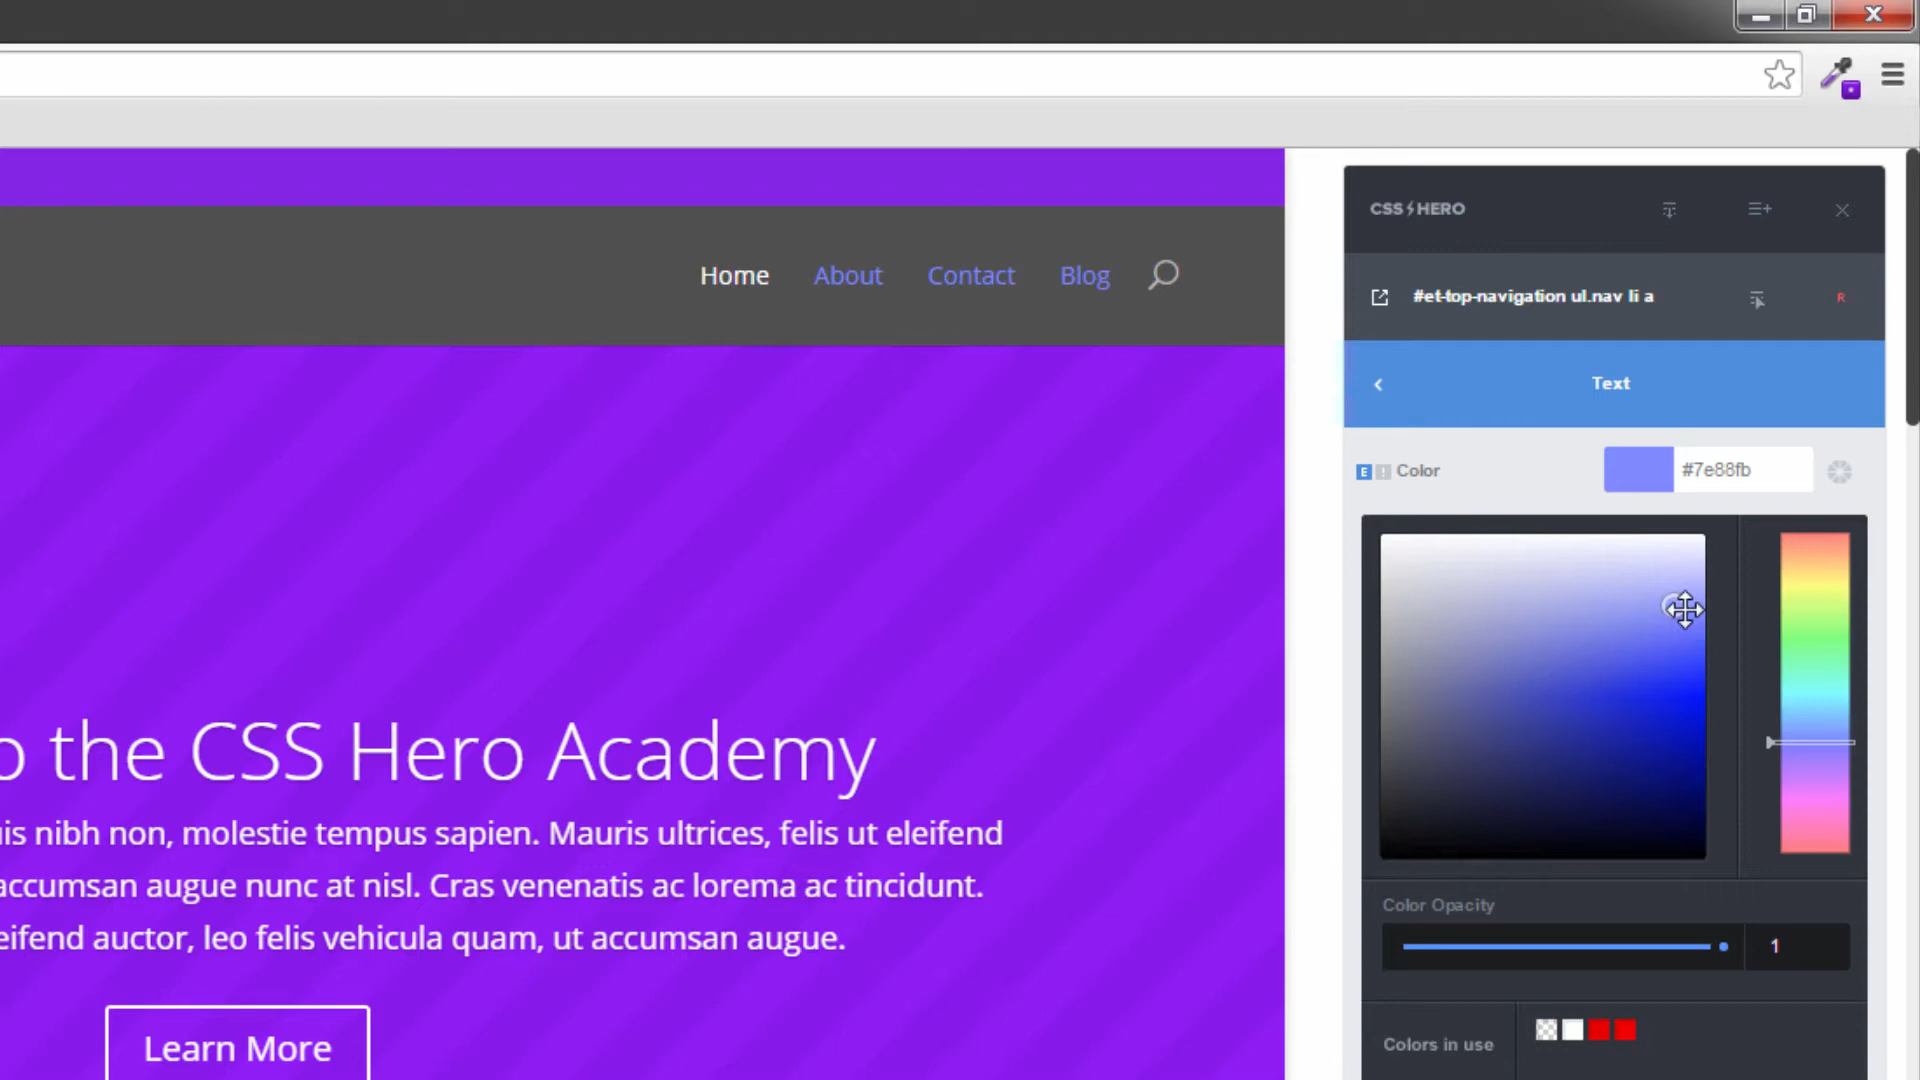 CSS HERO
Home About Contact Blog
#et-top-navigation ul.nav li a
R
Text
E ! Color #7e88fb
o the CSS Hero Academy
is nibh non, molestie tempus sapien. Mauris ultrices, felis ut eleifend
accumsan augue nunc at nisl. Cras venenatis ac lorema ac tincidunt.
eifend auctor, leo felis vehicula quam, ut accumsan augue.
Learn More
Color Opacity
1
Colors in use